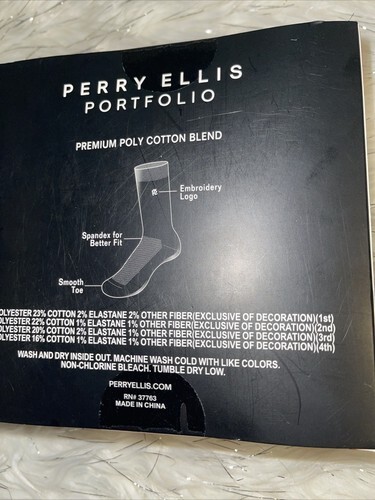 PERRY ELLIS
PORTFOLIO
PREMIUM POLY COTTON BLEND
Embroidery
Logo
Spandex for
Better Fit
Smooth
Toe
OLYESTER 23% COTTON 2% ELASTANE 2% OTHER FIBER(EXCLUSIVE OF DECORATION)(1st)
OLYESTER 22% COTTON 1% ELASTANE 1% OTHER FIBER(EXCLUSIVE OF DECORATION)(2nd)
OLYESTER 20% COTTON 2% ELASTANE 1% OTHER FIBER(EXCLUSIVE OF DECORATION)(3rd)
OLYESTER 16% COTTON 1% ELASTANE 1% OTHER FIBER(EXCLUSIVE OF DECORATION)(4th)
WASH AND DRY INSIDE OUT. MACHINE WASH COLD WITH LIKE COLORS.
NON-CHLORINE BLEACH. TUMBLE DRY LOW.
PERRYELLIS.COM
RN# 37763
MADE IN CHINA